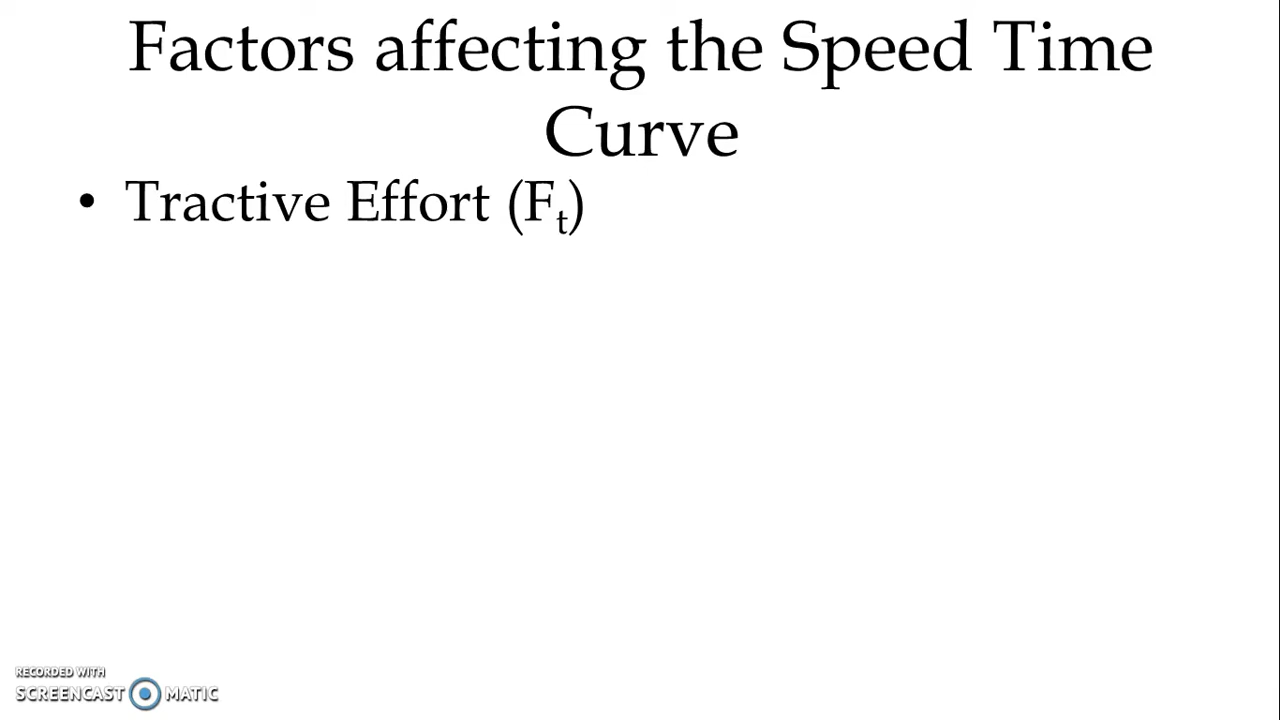 Factors affecting the Speed Time
Curve
• Tractive Effort (Ft)
RECORDED WITH
SCREENCAST MATIC